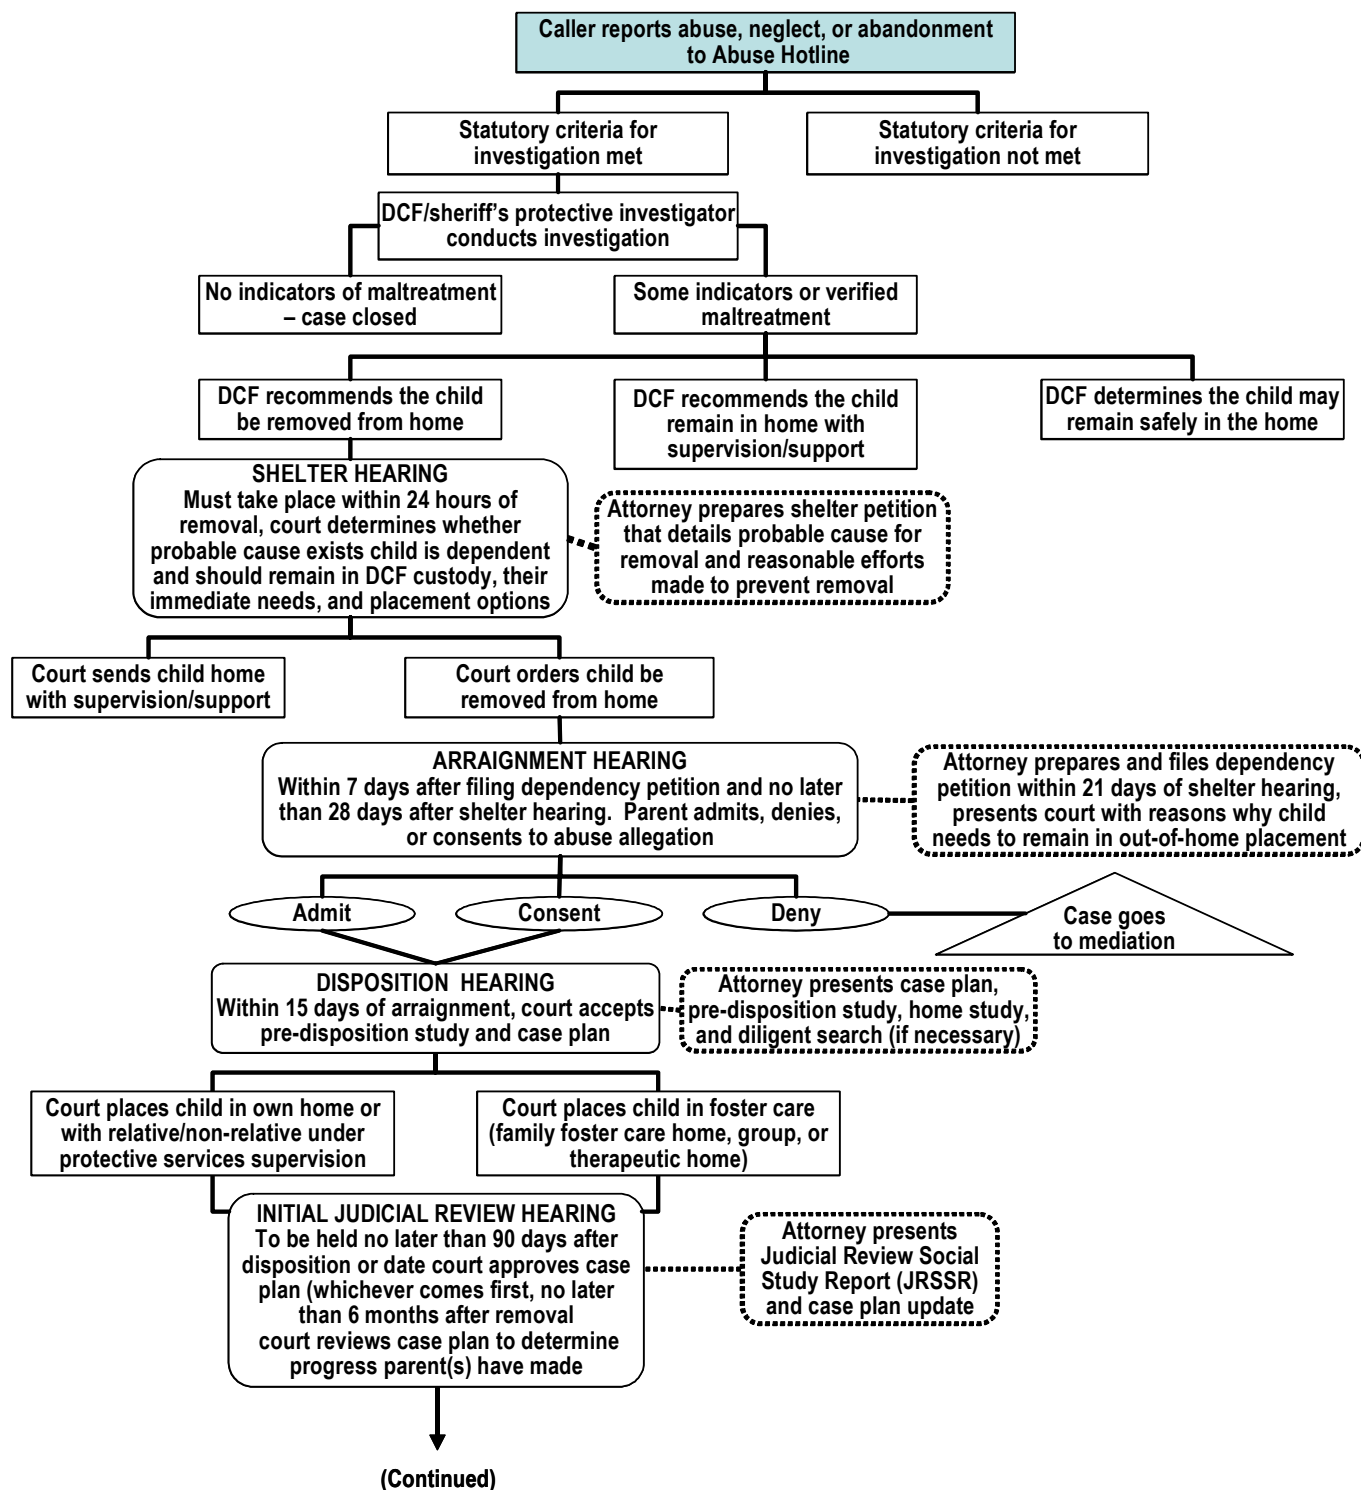 Caller reports abuse, neglect, or abandonment
to Abuse Hotline
Statutory criteria for
investigation met
Statutory criteria for
investigation not met
DCF/sheriff's protective investigator
conducts investigation
No indicators of maltreatment
– case closed
Some indicators or verified
maltreatment
DCF recommends the child
be removed from home
DCF recommends the child
remain in home with
supervision/support
DCF determines the child may
remain safely in the home
SHELTER HEARING
Must take place within 24 hours of
removal, court determines whether
probable cause exists child is dependent
and should remain in DCF custody, their
immediate needs, and placement options
Attorney prepares shelter petition
that details probable cause for
removal and reasonable efforts
made to prevent removal
Court sends child home
with supervision/support
Court orders child be
removed from home
ARRAIGNMENT HEARING
Within 7 days after filing dependency petition and no later
than 28 days after shelter hearing.  Parent admits, denies,
or consents to abuse allegation
Attorney prepares and files dependency
petition within 21 days of shelter hearing,
presents court with reasons why child
needs to remain in out-of-home placement
Admit
Consent
Deny
Case goes
to mediation
DISPOSITION  HEARING
Within 15 days of arraignment, court accepts
pre-disposition study and case plan
Attorney presents case plan,
pre-disposition study, home study,
and diligent search (if necessary)
Court places child in own home or
with relative/non-relative under
protective services supervision
Court places child in foster care
(family foster care home, group, or
therapeutic home)
INITIAL JUDICIAL REVIEW HEARING
To be held no later than 90 days after
disposition or date court approves case
plan (whichever comes first, no later
than 6 months after removal
court reviews case plan to determine
progress parent(s) have made
Attorney presents
Judicial Review Social
Study Report (JRSSR)
and case plan update
(Continued)